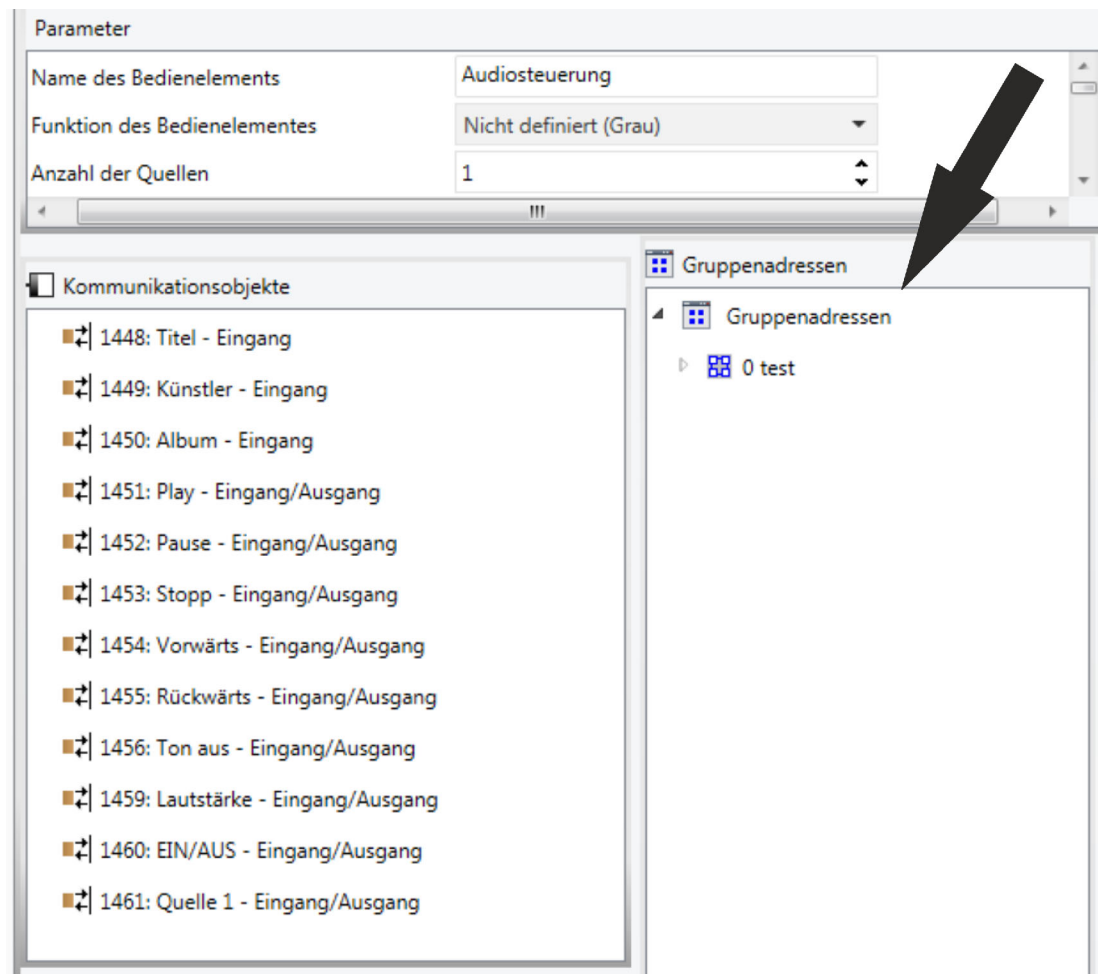 Parameter
Name des Bedienelements Audiosteuerung
Funktion des Bedienelementes Nicht definiert (Grau)
Anzahl der Quellen 1
Kommunikationsobjekte
1448: Titel - Eingang
1449: Künstler - Eingang
1450: Album - Eingang
1451: Play - Eingang/Ausgang
1452: Pause - Eingang/Ausgang
1453: Stopp - Eingang/Ausgang
1454: Vorwärts - Eingang/Ausgang
1455: Rückwärts - Eingang/Ausgang
1456: Ton aus - Eingang/Ausgang
1459: Lautstärke - Eingang/Ausgang
1460: EIN/AUS - Eingang/Ausgang
1461: Quelle 1 - Eingang/Ausgang
Gruppenadressen
Gruppenadressen
0 test